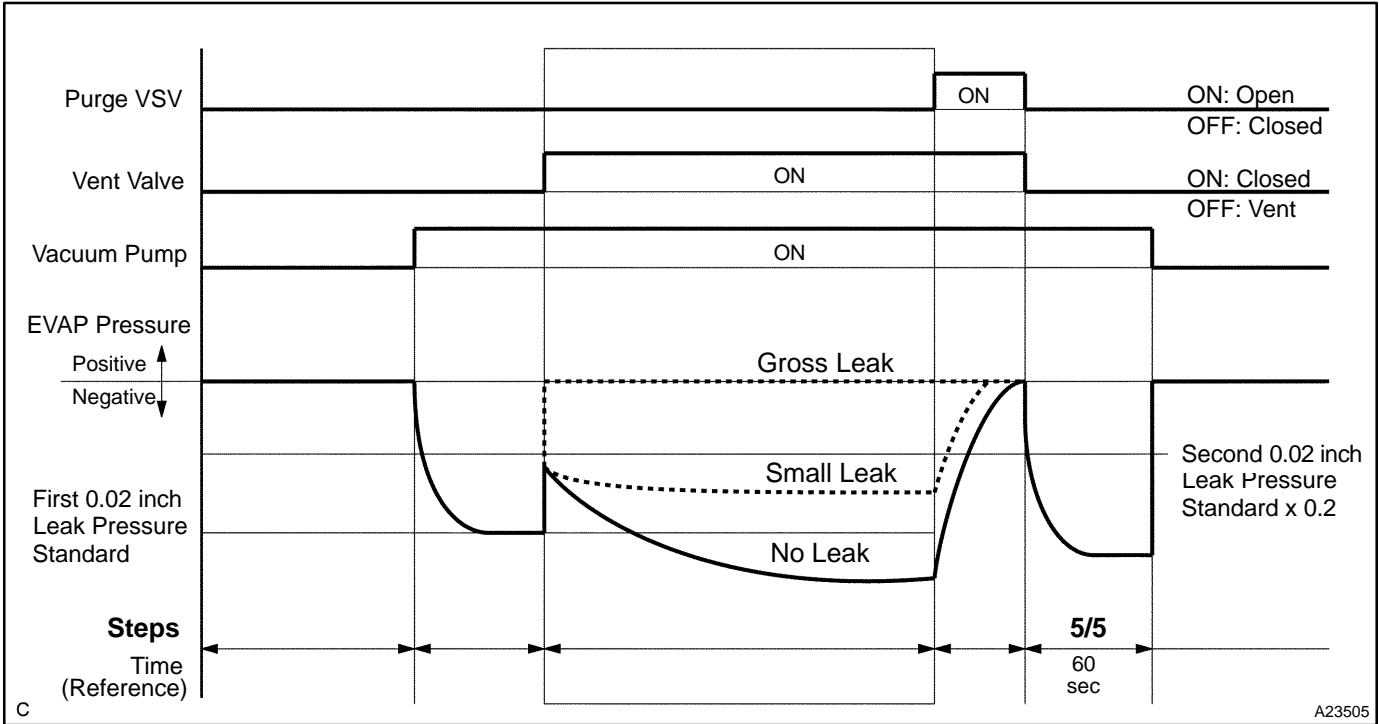 Purge VSV
ON
ON: Open
OFF: Closed
Vent Valve
ON
ON: Closed
OFF: Vent
Vacuum Pump
ON
EVAP Pressure
Positive
Negative
Gross Leak
Small Leak
No Leak
First 0.02 inch
Leak Pressure
Standard
Second 0.02 inch
Leak Pressure
Standard x 0.2
Steps
5/5
Time
(Reference)
60
sec
C
A23505